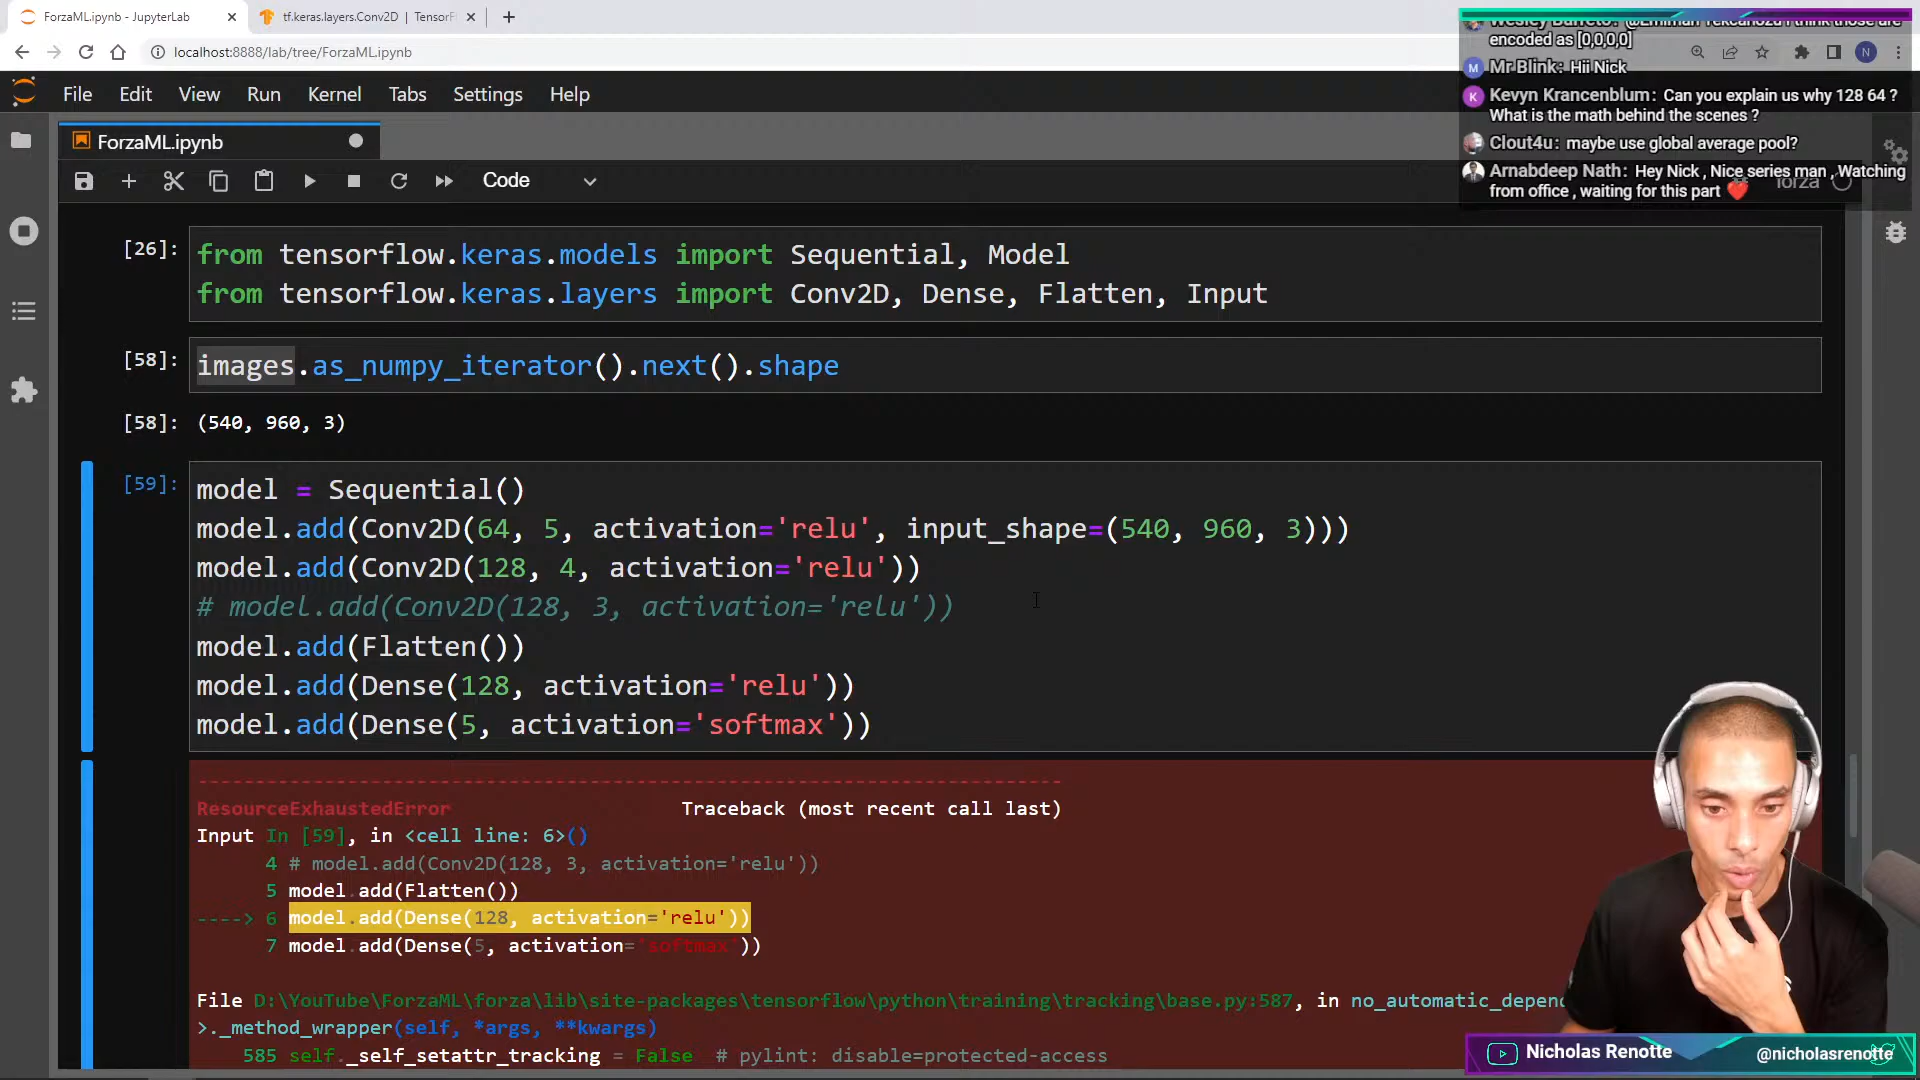 ForzaML.ipynb - JupyterLab
tf.keras.layers.Conv2D | TensorF
localhost:8888/lab/tree/ForzaML.ipynb
encoded as [0,0,0,0]
Mr Blink: Hii Nick
Kevyn Krancenblum: Can you explain us why 128 64 ?
What is the math behind the scenes ?
Clout4u: maybe use global average pool?
Arnabdeep Nath: Hey Nick , Nice series man , Watching
from office , waiting for this part ❤️
File Edit View Run Kernel Tabs Settings Help
ForzaML.ipynb
Code
forza
[26]: from tensorflow.keras.models import Sequential, Model
from tensorflow.keras.layers import Conv2D, Dense, Flatten, Input
[58]: images.as_numpy_iterator().next().shape
[58]: (540, 960, 3)
[59]: model = Sequential()
model.add(Conv2D(64, 5, activation='relu', input_shape=(540, 960, 3)))
model.add(Conv2D(128, 4, activation='relu'))
# model.add(Conv2D(128, 3, activation='relu'))
model.add(Flatten())
model.add(Dense(128, activation='relu'))
model.add(Dense(5, activation='softmax'))
---------------------------------------------------------------------------
ResourceExhaustedError Traceback (most recent call last)
Input In [59], in <cell line: 6>()
4 # model.add(Conv2D(128, 3, activation='relu'))
5 model.add(Flatten())
----> 6 model.add(Dense(128, activation='relu'))
7 model.add(Dense(5, activation='softmax'))
File D:\YouTube\ForzaML\forza\lib\site-packages\tensorflow\python\training\tracking\base.py:587, in no_automatic_depend
>._method_wrapper(self, *args, **kwargs)
585 self._self_setattr_tracking = False # pylint: disable=protected-access
Nicholas Renotte @nicholasrenotte